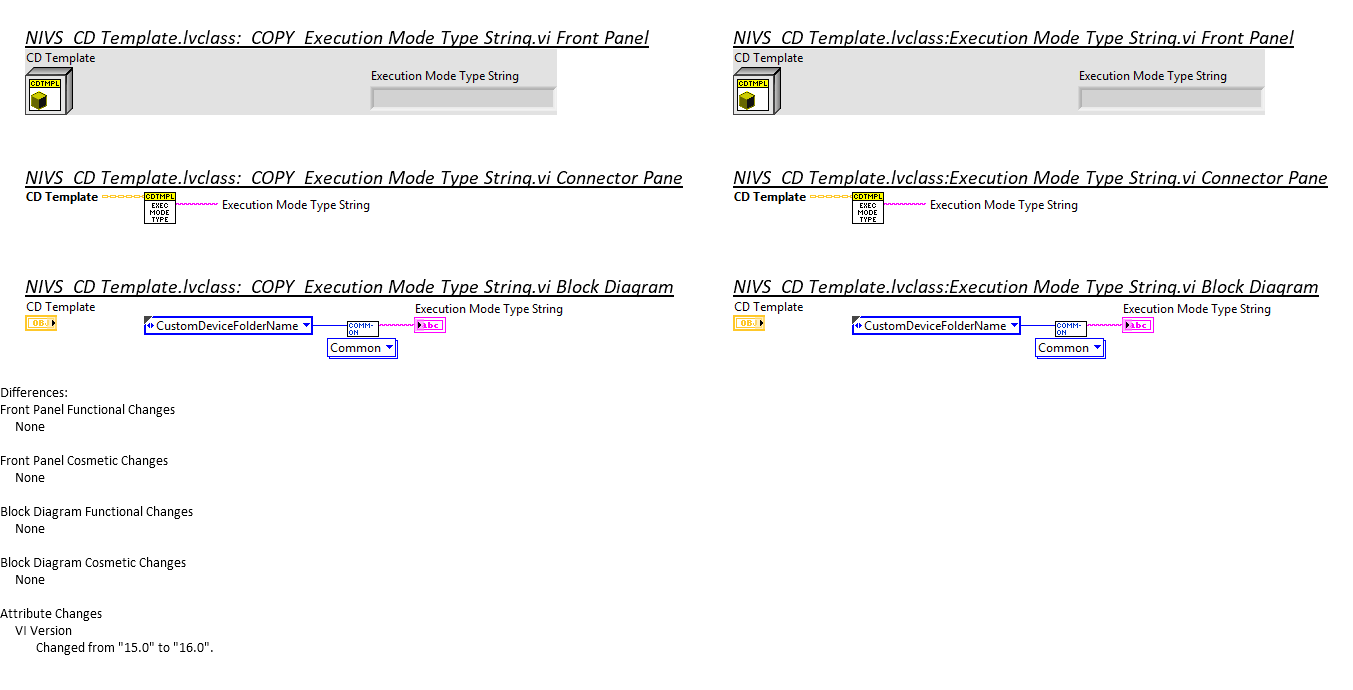 NIVS CD Template.lvclass: COPY Execution Mode Type String.vi Front Panel
CD Template
CDTMPL
Execution Mode Type String
NIVS CD Template.lvclass:Execution Mode Type String.vi Front Panel
CD Template
CDTMPL
Execution Mode Type String
NIVS CD Template.lvclass: COPY Execution Mode Type String.vi Connector Pane
CD Template
CDTMPL
EXEC
MODE
TYPE
Execution Mode Type String
NIVS CD Template.lvclass:Execution Mode Type String.vi Connector Pane
CD Template
CDTMPL
EXEC
MODE
TYPE
Execution Mode Type String
NIVS CD Template.lvclass: COPY Execution Mode Type String.vi Block Diagram
CD Template
OBJ
CustomDeviceFolderName
COMM-
ON
Common
Execution Mode Type String
abc
NIVS CD Template.lvclass:Execution Mode Type String.vi Block Diagram
CD Template
OBJ
CustomDeviceFolderName
COMM-
ON
Common
Execution Mode Type String
abc
Differences:
Front Panel Functional Changes
None
Front Panel Cosmetic Changes
None
Block Diagram Functional Changes
None
Block Diagram Cosmetic Changes
None
Attribute Changes
VI Version
Changed from "15.0" to "16.0".